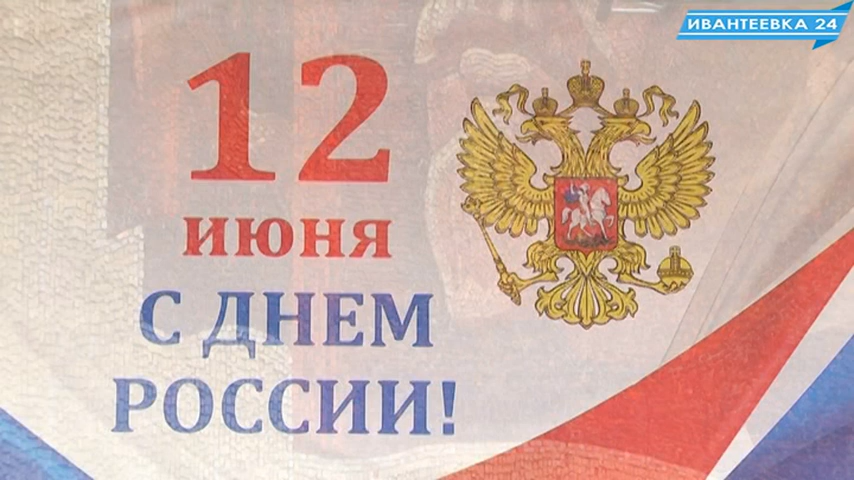 ИВАНТЕЕВКА 24
12
ИЮНЯ
С ДНЕМ
РОССИИ!